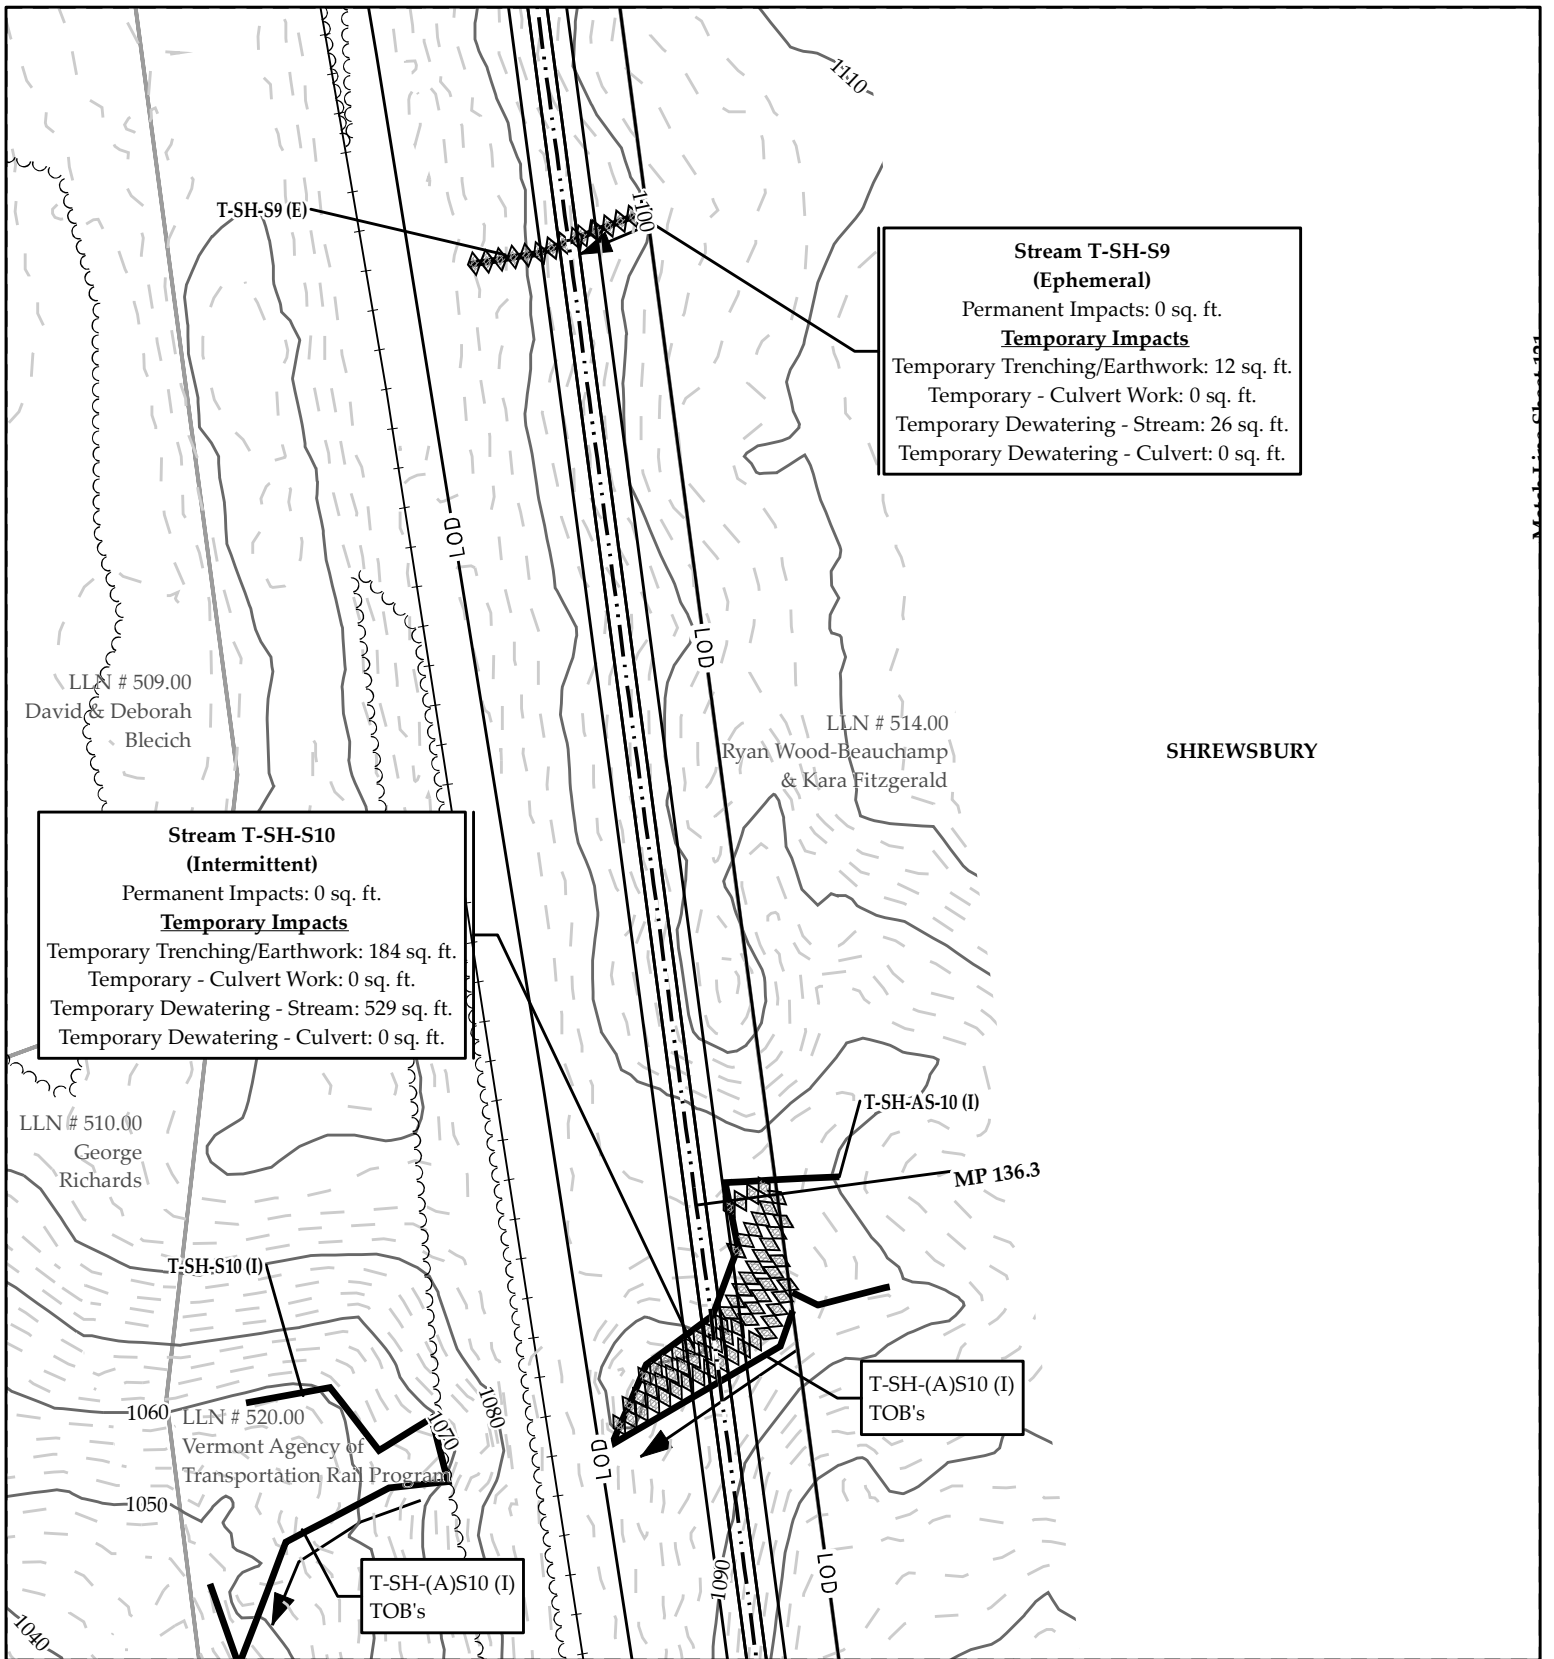 1110
T-SH-S9 (E)
1100
Stream T-SH-S9
(Ephemeral)
Permanent Impacts: 0 sq. ft.
Temporary Impacts
Temporary Trenching/Earthwork: 12 sq. ft.
Temporary - Culvert Work: 0 sq. ft.
Temporary Dewatering - Stream: 26 sq. ft.
Temporary Dewatering - Culvert: 0 sq. ft.
Match Line Sheet 131
LOD
LOD
LLN # 509.00
David & Deborah
Blecich
LLN # 514.00
Ryan Wood-Beauchamp
& Kara Fitzgerald
SHREWSBURY
Stream T-SH-S10
(Intermittent)
Permanent Impacts: 0 sq. ft.
Temporary Impacts
Temporary Trenching/Earthwork: 184 sq. ft.
Temporary - Culvert Work: 0 sq. ft.
Temporary Dewatering - Stream: 529 sq. ft.
Temporary Dewatering - Culvert: 0 sq. ft.
T-SH-AS-10 (I)
LLN # 510.00
George
Richards
MP 136.3
T-SH-S10 (I)
T-SH-(A)S10 (I)
TOB's
1060
1070
1080
LLN # 520.00
Vermont Agency of
Transportation Rail Program
LOD
1050
T-SH-(A)S10 (I)
TOB's
1090
LOD
1040